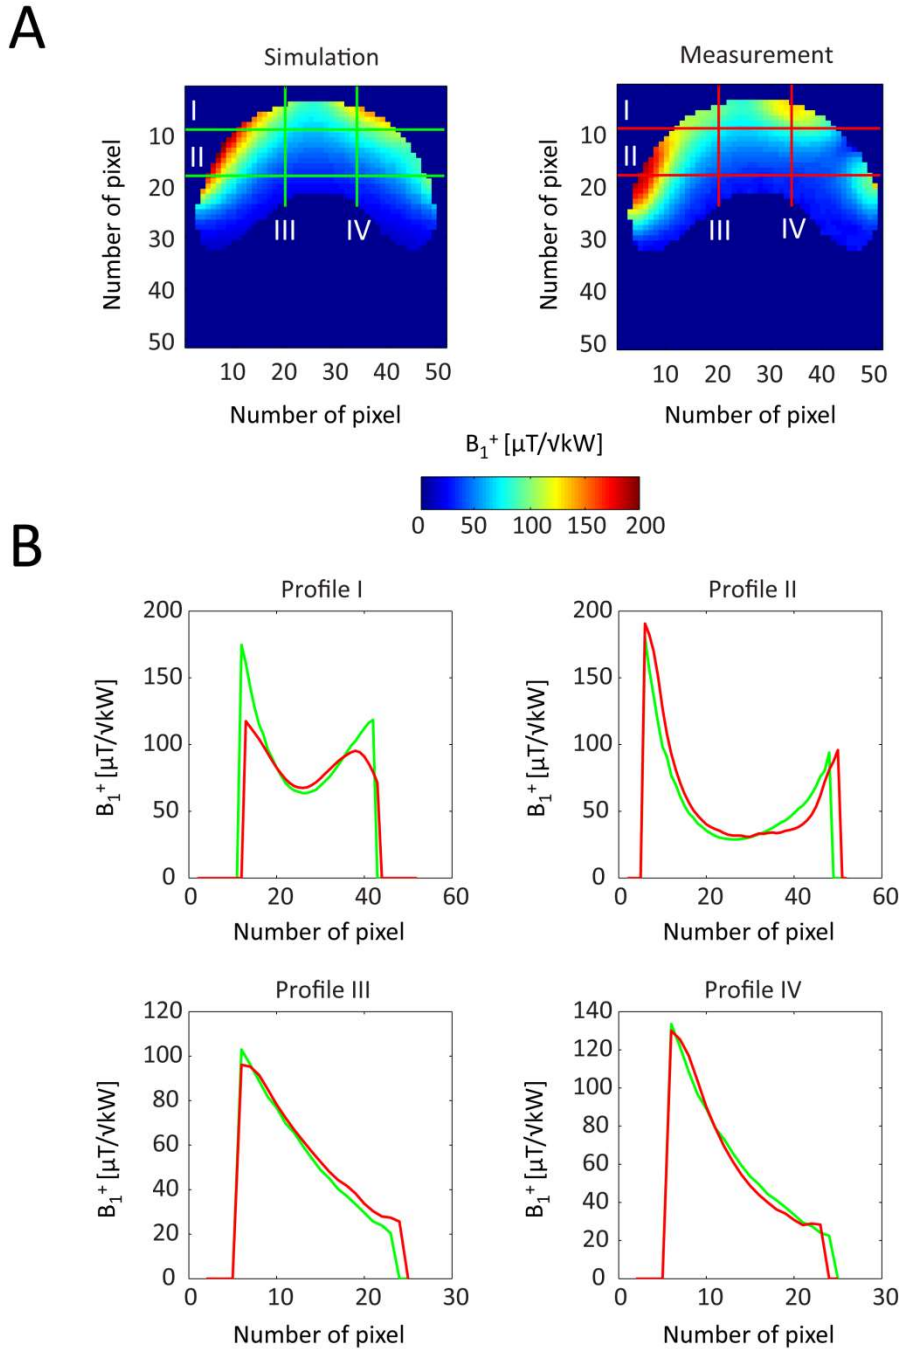 A
Simulation
Measurement
Number of pixel
10
20
30
40
50
I
II
III
IV
10
20
30
40
50
Number of pixel
Number of pixel
10
20
30
40
50
I
II
III
IV
10
20
30
40
50
Number of pixel
B₁⁺ [µT/√kW]
0
50
100
150
200
B
Profile I
B₁⁺ [µT/√kW]
200
150
100
50
0
0
20
40
60
Number of pixel
Profile II
B₁⁺ [µT/√kW]
200
150
100
50
0
0
20
40
60
Number of pixel
Profile III
B₁⁺ [µT/√kW]
120
100
80
60
40
20
0
0
10
20
30
Number of pixel
Profile IV
B₁⁺ [µT/√kW]
140
120
100
80
60
40
20
0
0
10
20
30
Number of pixel